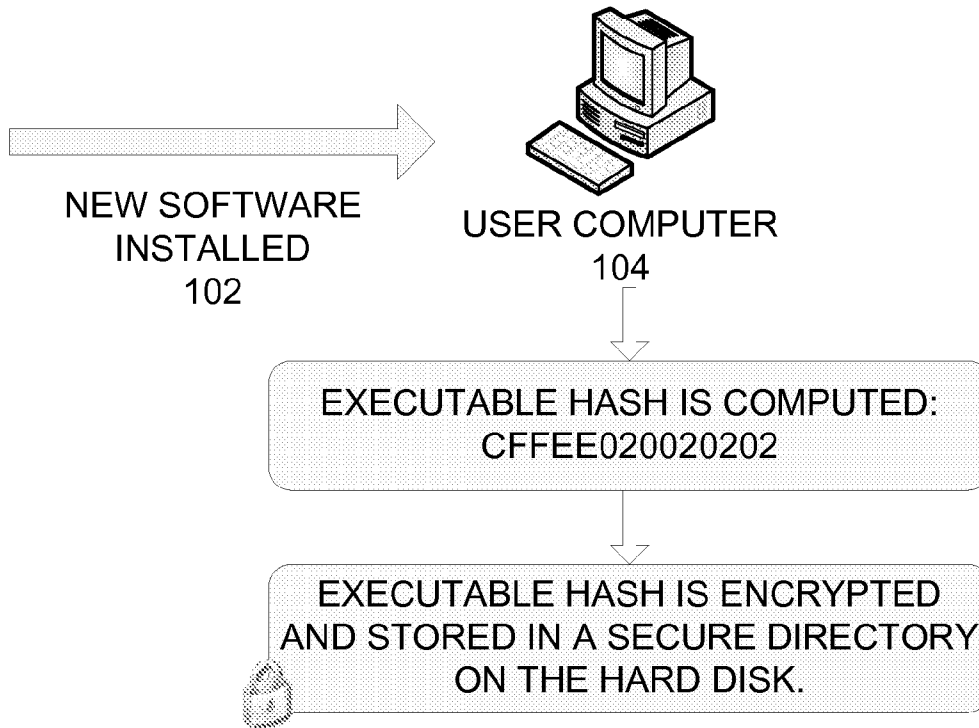 NEW SOFTWARE
INSTALLED
102
USER COMPUTER
104
EXECUTABLE HASH IS COMPUTED:
CFFEE020020202
EXECUTABLE HASH IS ENCRYPTED
AND STORED IN A SECURE DIRECTORY
ON THE HARD DISK.